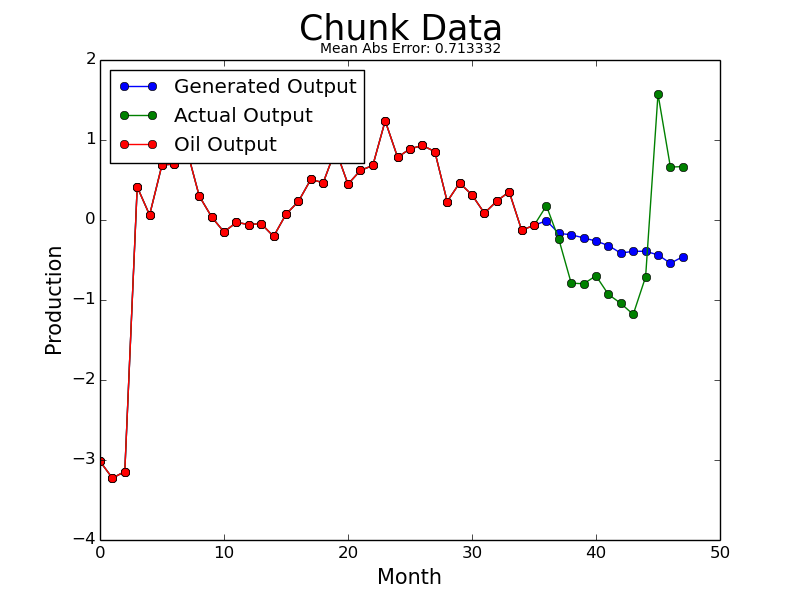 Chunk Data
Mean Abs Error: 0.713332
Generated Output
Actual Output
Oil Output
2
1
0
−1
−2
−3
−4
Production
0 10 20 30 40 50
Month